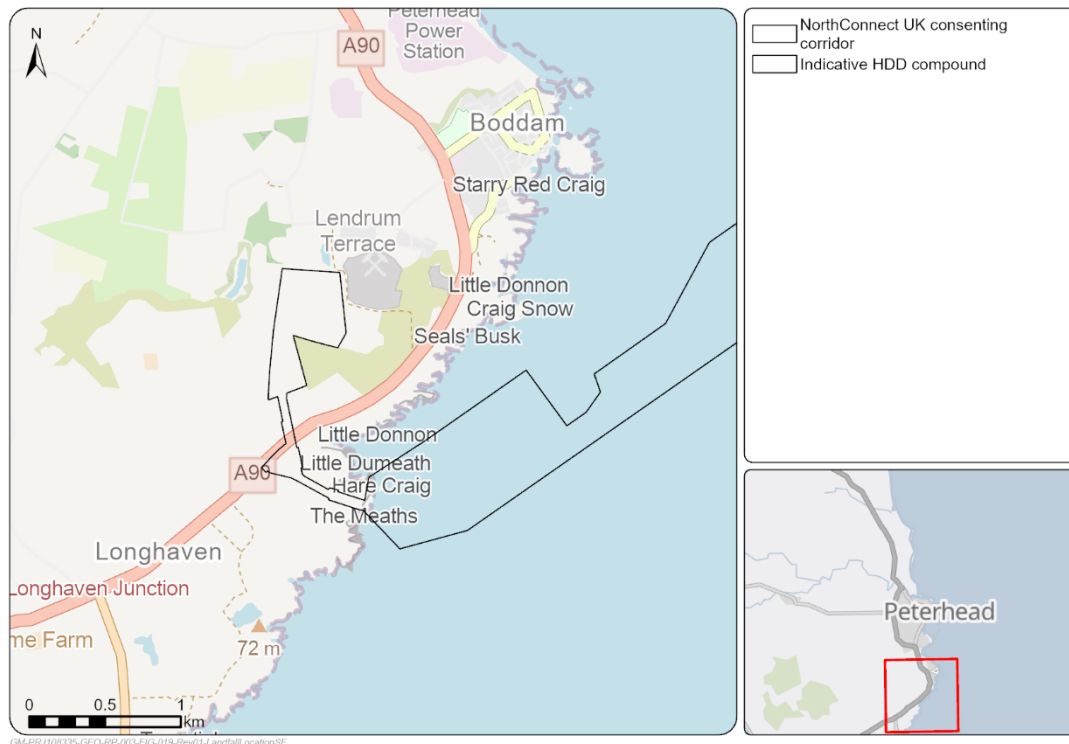 Peterhead
Power
Station
N
A90
Boddam
Starry Red Craig
Lendrum
Terrace
Little Donnon
Craig Snow
Seals' Busk
Little Donnon
Little Dumeath
A90
Hare Craig
The Meaths
Longhaven
Longhaven Junction
me Farm
72 m
0 0.5 1
km
NorthConnect UK consenting
corridor
Indicative HDD compound
Peterhead